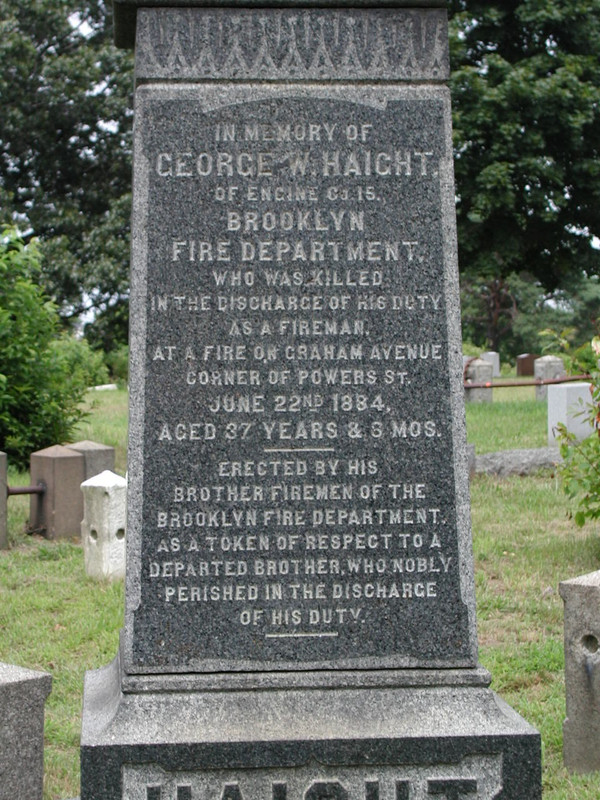 IN MEMORY OF
GEORGE W. HAIGHT,
OF ENGINE Co. 15.
BROOKLYN
FIRE DEPARTMENT.
WHO WAS KILLED
IN THE DISCHARGE OF HIS DUTY
AS A FIREMAN,
AT A FIRE ON GRAHAM AVENUE
CORNER OF POWERS ST.
JUNE 22ND 1884,
AGED 37 YEARS & MOS.
ERECTED BY HIS
BROTHER FIREMEN OF THE
BROOKLYN FIRE DEPARTMENT.
AS A TOKEN OF RESPECT TO A
DEPARTED BROTHER, WHO NOBLY
PERISHED IN THE DISCHARGE
OF HIS DUTY.
HAIGHT